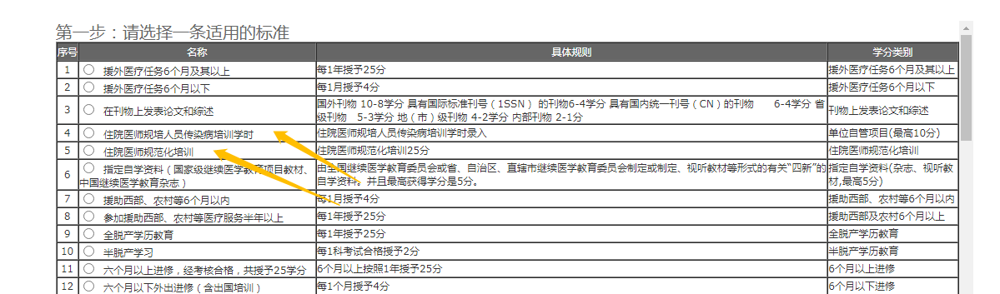 第一步：请选择一条适用的标准
序号 名称 具体规则 学分类别
1 援外医疗任务6个月及其以上 每1年授予25分 援外医疗任务6个月及其以上
2 援外医疗任务6个月以下 每1月授予4分 援外医疗任务6个月以下
3 在刊物上发表论文和综述 国外刊物 10-8学分 具有国际标准刊号（1SSN） 的刊物6-4学分 具有国内统一刊号（CN）的刊物 6-4学分 省
级刊物 5-3学分 地（市）级刊物 4-2学分 内部刊物 2-1分 刊物上发表论文和综述
4 住院医师规培人员传染病培训学时 住院医师规培人员传染病培训学时录入 单位自管项目(最高10分)
5 住院医师规范化培训 住院医师规范化培训25分 住院医师规范化培训
6 指定自学资料（国家级继续医学教育项目教材、
中国继续医学教育杂志） 由全国继续医学教育委员会或省、自治区、直辖市继续医学教育委员会制定或制定、视听教材等形式的有关“四新”的
自学资料。并且最高获得学分是5分。 指定自学资料(杂志、视听教
材,最高5分)
7 援助西部、农村等6个月以内 每1月授予4分 援助西部、农村等6个月以内
8 参加援助西部、农村等医疗服务半年以上 每1年授予25分 援助西部及农村6个月以上
9 全脱产学历教育 每1年授予25分 全脱产学历教育
10 半脱产学习 每1科考试合格授予2分 半脱产学历教育
11 六个月以上进修，经考核合格，共授予25学分 6个月以上按照1年授予25分 6个月以上进修
12 六个月以下外出进修（含出国培训） 每1个月授予4分 6个月以下进修